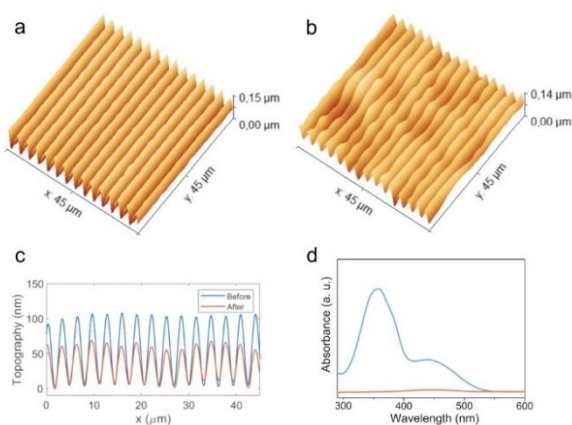 a
b
0,15 µm
0,00 µm
x: 45 µm
y: 45 µm
0,14 µm
0,00 µm
x: 45 µm
y: 45 µm
c
d
Topography (nm)
150
100
50
0
0
10
20
30
40
x (µm)
Before
After
Absorbance (a. u.)
300
400
500
600
Wavelength (nm)